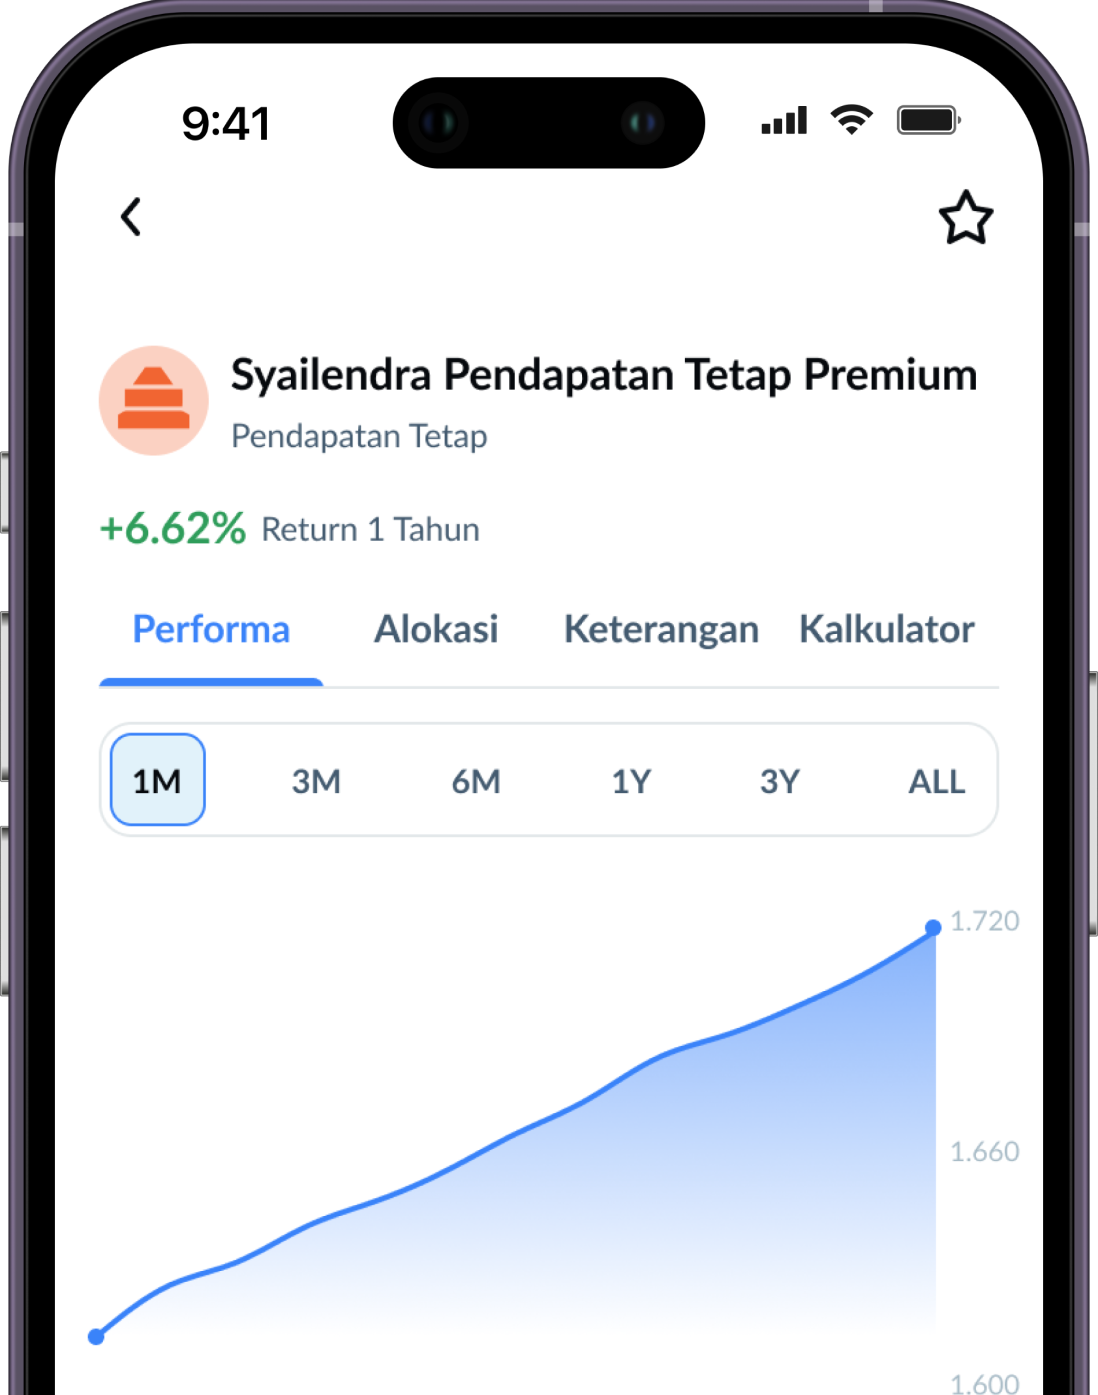 9:41
Syailendra Pendapatan Tetap Premium
Pendapatan Tetap
+6.62% Return 1 Tahun
Performa Alokasi Keterangan Kalkulator
1M 3M 6M 1Y 3Y ALL
1.720
1.660
1.600